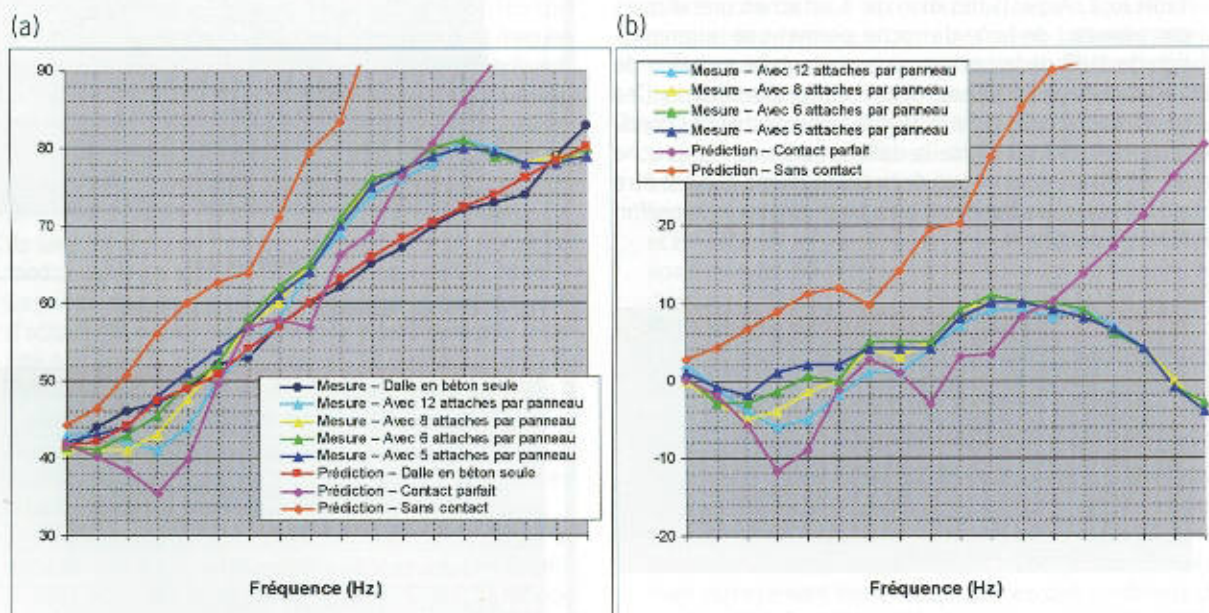 (a)
90
80
70
60
50
40
30
Mesure – Dalle en béton seule
Mesure – Avec 12 attaches par panneau
Mesure – Avec 8 attaches par panneau
Mesure – Avec 6 attaches par panneau
Mesure – Avec 5 attaches par panneau
Prédiction – Dalle en béton seule
Prédiction – Contact parfait
Prédiction – Sans contact
Fréquence (Hz)
(b)
Mesure – Avec 12 attaches par panneau
Mesure – Avec 8 attaches par panneau
Mesure – Avec 6 attaches par panneau
Mesure – Avec 5 attaches par panneau
Prédiction – Contact parfait
Prédiction – Sans contact
20
10
0
-10
-20
Fréquence (Hz)